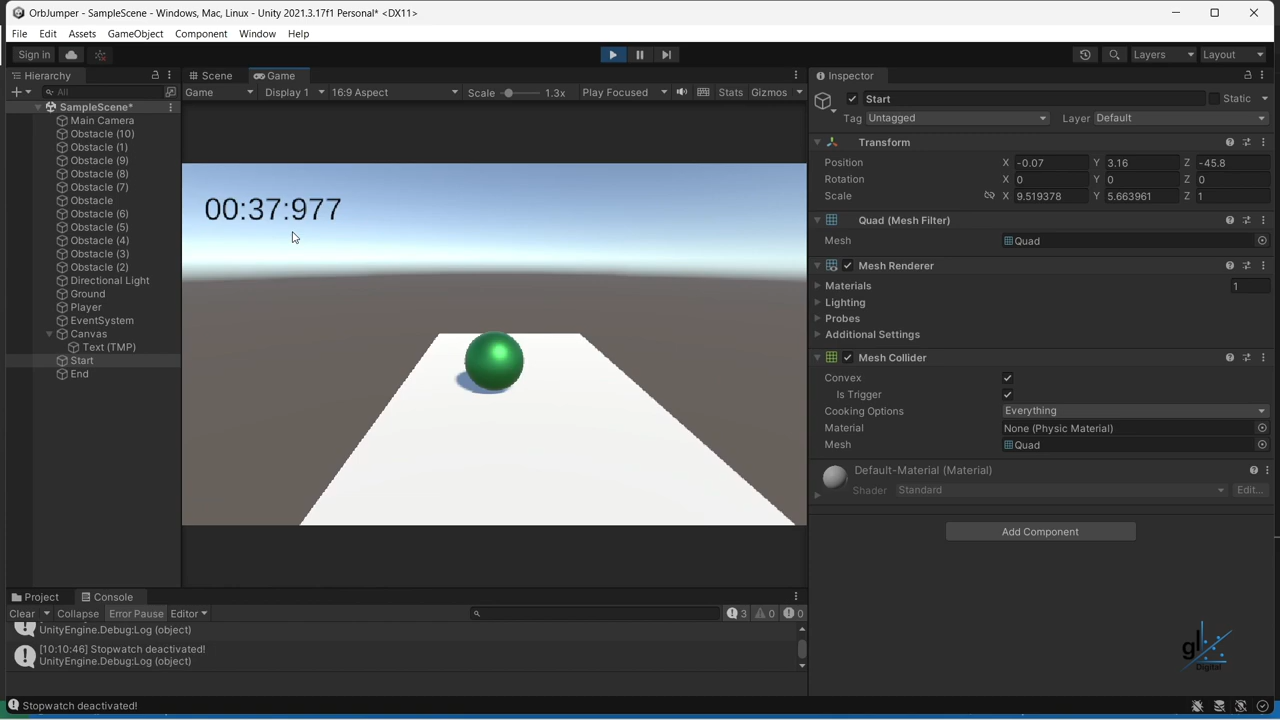 OrbJumper - SampleScene - Windows, Mac, Linux - Unity 2021.3.17f1 Personal* <DX11>
File Edit Assets GameObject Component Window Help
Sign in Layers Layout
Hierarchy
All
SampleScene*
Main Camera
Obstacle (10)
Obstacle (1)
Obstacle (9)
Obstacle (8)
Obstacle (7)
Obstacle
Obstacle (6)
Obstacle (5)
Obstacle (4)
Obstacle (3)
Obstacle (2)
Directional Light
Ground
Player
EventSystem
Canvas
Text (TMP)
Start
End
Scene Game
Game Display 1 16:9 Aspect Scale 1.3x Play Focused Stats Gizmos
00:37:977
Inspector
Start Static
Tag Untagged Layer Default
Transform
Position X -0.07 Y 3.16 Z -45.8
Rotation X 0 Y 0 Z 0
Scale X 9.519378 Y 5.663961 Z 1
Quad (Mesh Filter)
Mesh Quad
Mesh Renderer
Materials 1
Lighting
Probes
Additional Settings
Mesh Collider
Convex
Is Trigger
Cooking Options Everything
Material None (Physic Material)
Mesh Quad
Default-Material (Material)
Shader Standard Edit...
Add Component
Project Console
Clear Collapse Error Pause Editor 3 0 0
UnityEngine.Debug:Log (object)
[10:10:46] Stopwatch deactivated!
UnityEngine.Debug:Log (object)
gl
Digital
Stopwatch deactivated!